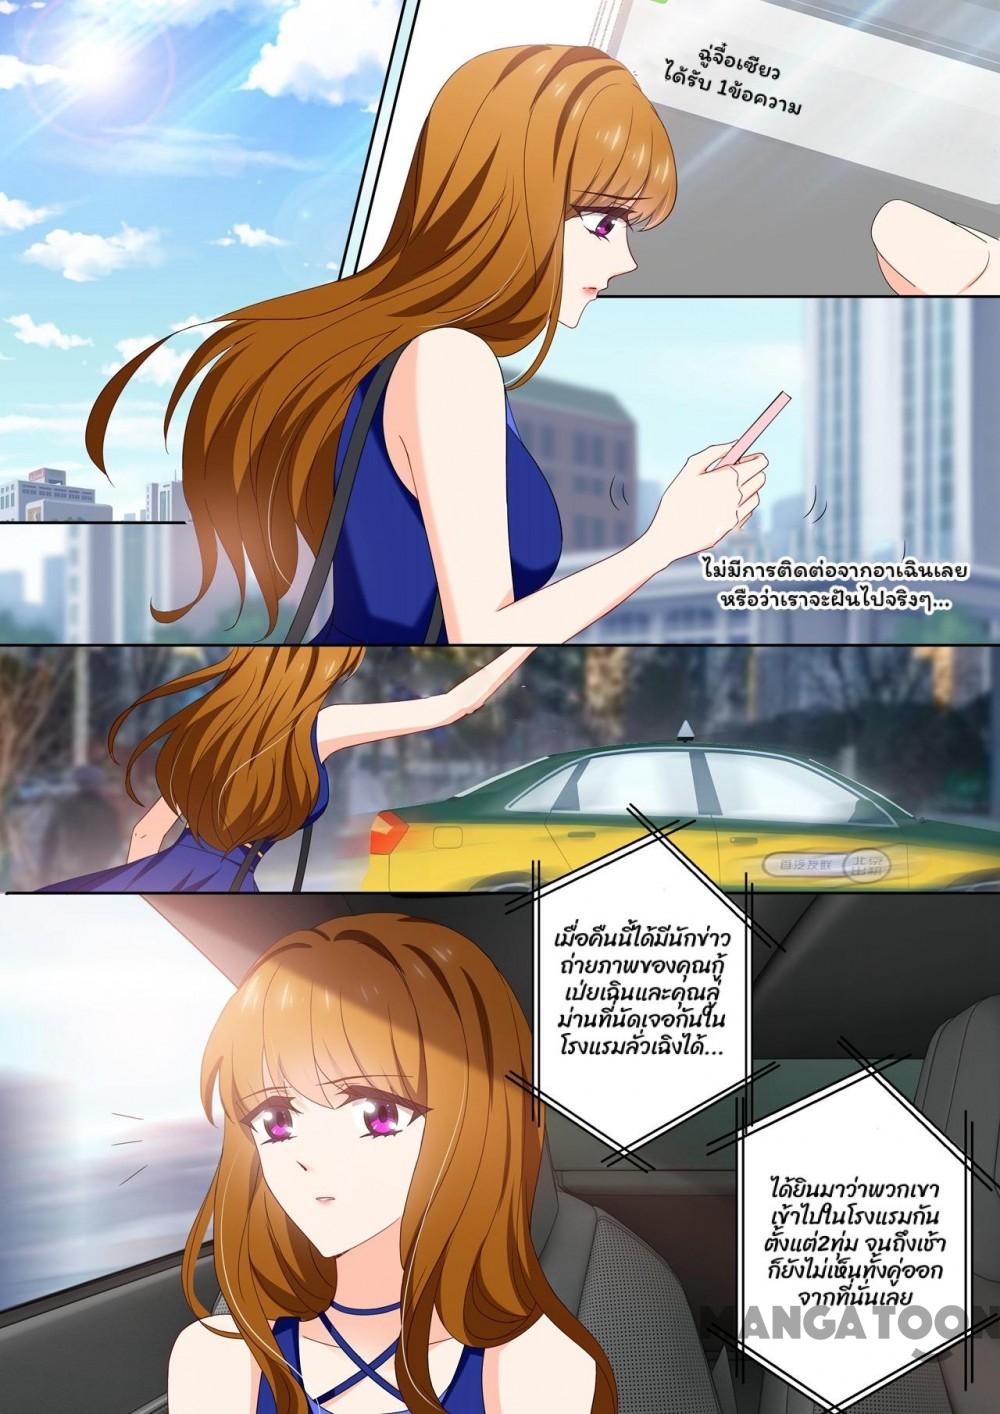 ฉู่จื่อเซียว
ได้รับ 1ข้อความ
ไม่มีการติดต่อจากอาเฉินเลย
หรือว่าเราจะฝันไปจริงๆ...
首汽友联
北京
出租
เมื่อคืนนี้ได้มีนักข่าว
ถ่ายภาพของคุณกู้
เป่ยเฉินและคุณลู่
ม่านที่นัดเจอกันใน
โรงแรมลั่วเฉิงได้...
ได้ยินมาว่าพวกเขา
เข้าไปในโรงแรมกัน
ตั้งแต่2ทุ่ม จนถึงเช้า
ก็ยังไม่เห็นทั้งคู่ออก
จากที่นั่นเลย
MANGATOON